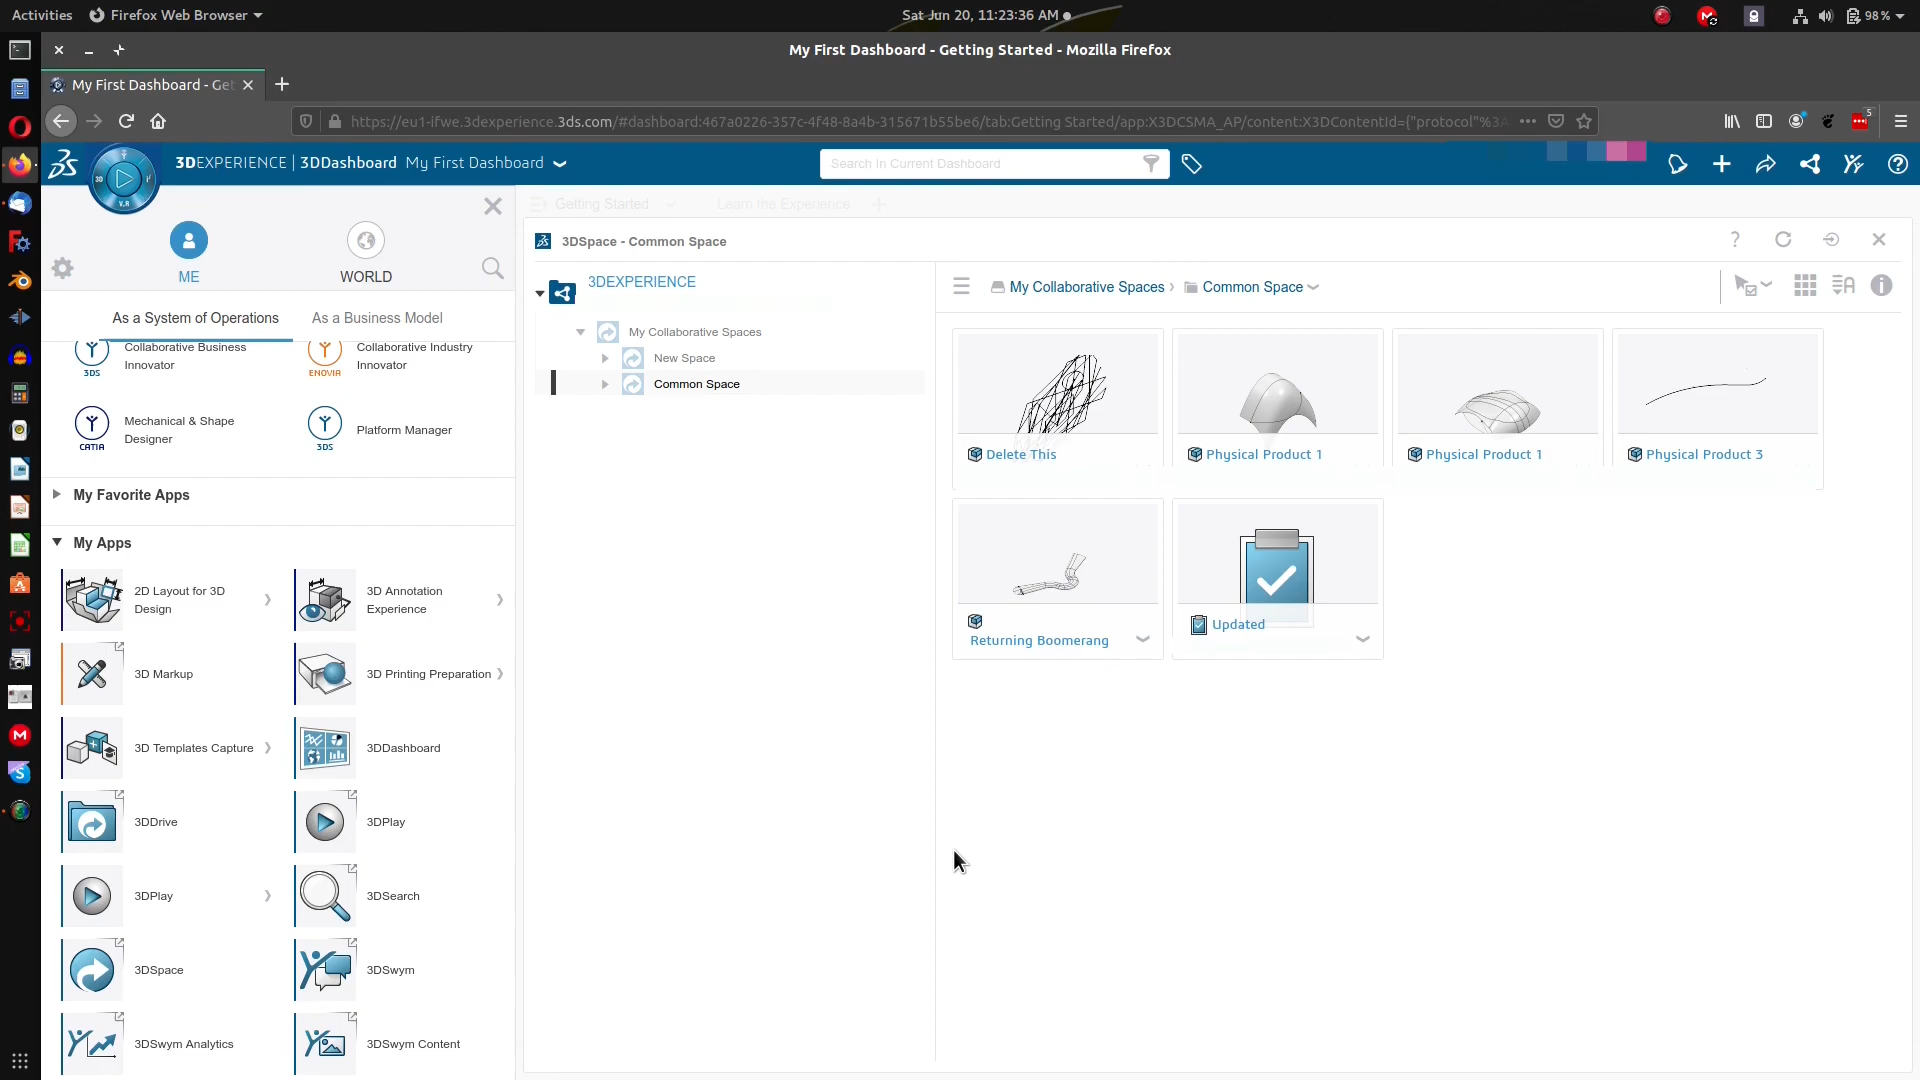 Activities
Firefox Web Browser
Sat Jun 20, 11:23:36 AM
98 %
My First Dashboard - Getting Started - Mozilla Firefox
My First Dashboard - Get
https://eu1-ifwe.3dexperience.3ds.com/#dashboard:467a0226-357c-4f48-8a4b-315671b55be6/tab:Getting Started/app:X3DCSMA_AP/content:X3DContentId={"protocol"%3A
5
3DEXPERIENCE | 3DDashboard My First Dashboard
Search In Current Dashboard
3D
V.R
ME
WORLD
As a System of Operations
As a Business Model
Collaborative Business
Innovator
3DS
Collaborative Industry
Innovator
ENOVIA
Mechanical & Shape
Designer
CATIA
Platform Manager
3DS
My Favorite Apps
My Apps
2D Layout for 3D
Design
3D Annotation
Experience
3D Markup
3D Printing Preparation
3D Templates Capture
3DDashboard
3DDrive
3DPlay
3DPlay
3DSearch
3DSpace
3DSwym
3DSwym Analytics
3DSwym Content
Getting Started
Learn the Experience
3DSpace - Common Space
3DEXPERIENCE
My Collaborative Spaces
New Space
Common Space
My Collaborative Spaces
Common Space
Delete This
Physical Product 1
Physical Product 1
Physical Product 3
Returning Boomerang
Updated